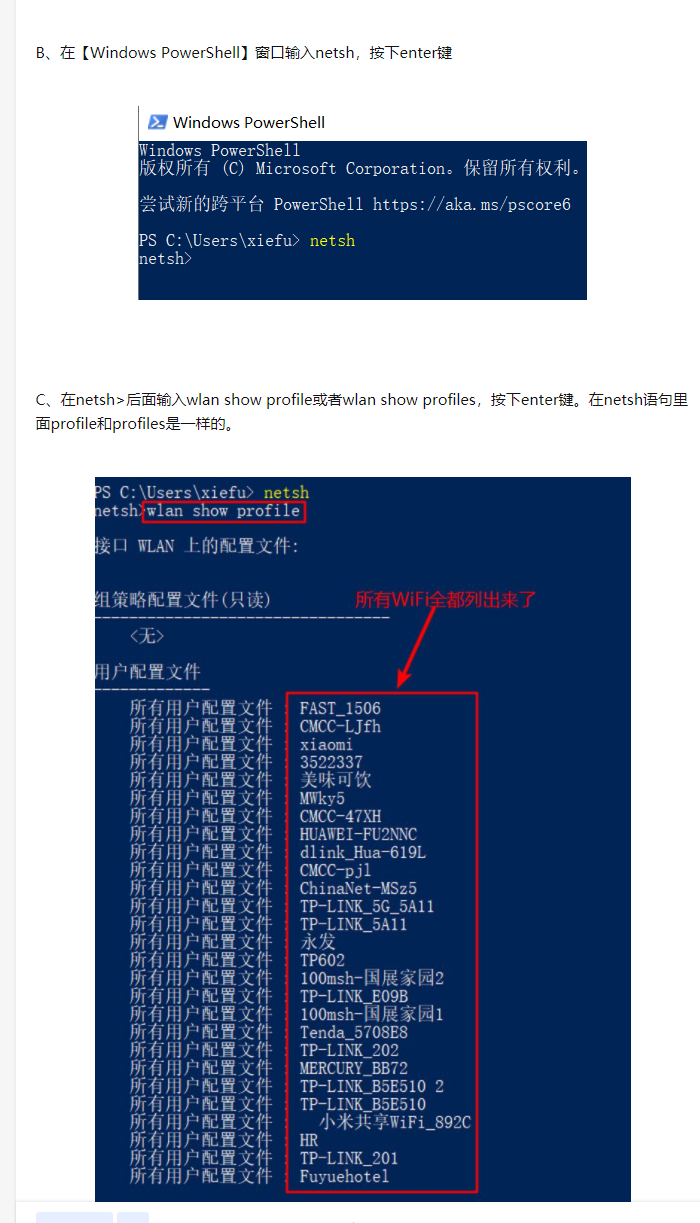 B、在【Windows PowerShell】窗口输入netsh，按下enter键
Windows PowerShell
Windows PowerShell
版权所有 (C) Microsoft Corporation。保留所有权利。
尝试新的跨平台 PowerShell https://aka.ms/pscore6
PS C:\Users\xiefu> netsh
netsh>
C、在netsh>后面输入wlan show profile或者wlan show profiles，按下enter键。在netsh语句里
面profile和profiles是一样的。
PS C:\Users\xiefu> netsh
netsh>wlan show profile
接口 WLAN 上的配置文件:
组策略配置文件(只读)
所有WiFi全都列出来了
---------------------------------
<无>
用户配置文件
-------------
所有用户配置文件 : FAST_1506
所有用户配置文件 : CMCC-LJfh
所有用户配置文件 : xiaomi
所有用户配置文件 : 3522337
所有用户配置文件 : 美味可饮
所有用户配置文件 : MWky5
所有用户配置文件 : CMCC-47XH
所有用户配置文件 : HUAWEI-FU2NNC
所有用户配置文件 : dlink_Hua-619L
所有用户配置文件 : CMCC-pjl
所有用户配置文件 : ChinaNet-MSz5
所有用户配置文件 : TP-LINK_5G_5A11
所有用户配置文件 : TP-LINK_5A11
所有用户配置文件 : 永发
所有用户配置文件 : TP602
所有用户配置文件 : 100msh-国展家园2
所有用户配置文件 : TP-LINK_E09B
所有用户配置文件 : 100msh-国展家园1
所有用户配置文件 : Tenda_5708E8
所有用户配置文件 : TP-LINK_202
所有用户配置文件 : MERCURY_BB72
所有用户配置文件 : TP-LINK_B5E510 2
所有用户配置文件 : TP-LINK_B5E510
所有用户配置文件 : 小米共享WiFi_892C
所有用户配置文件 : HR
所有用户配置文件 : TP-LINK_201
所有用户配置文件 : Fuyuehotel